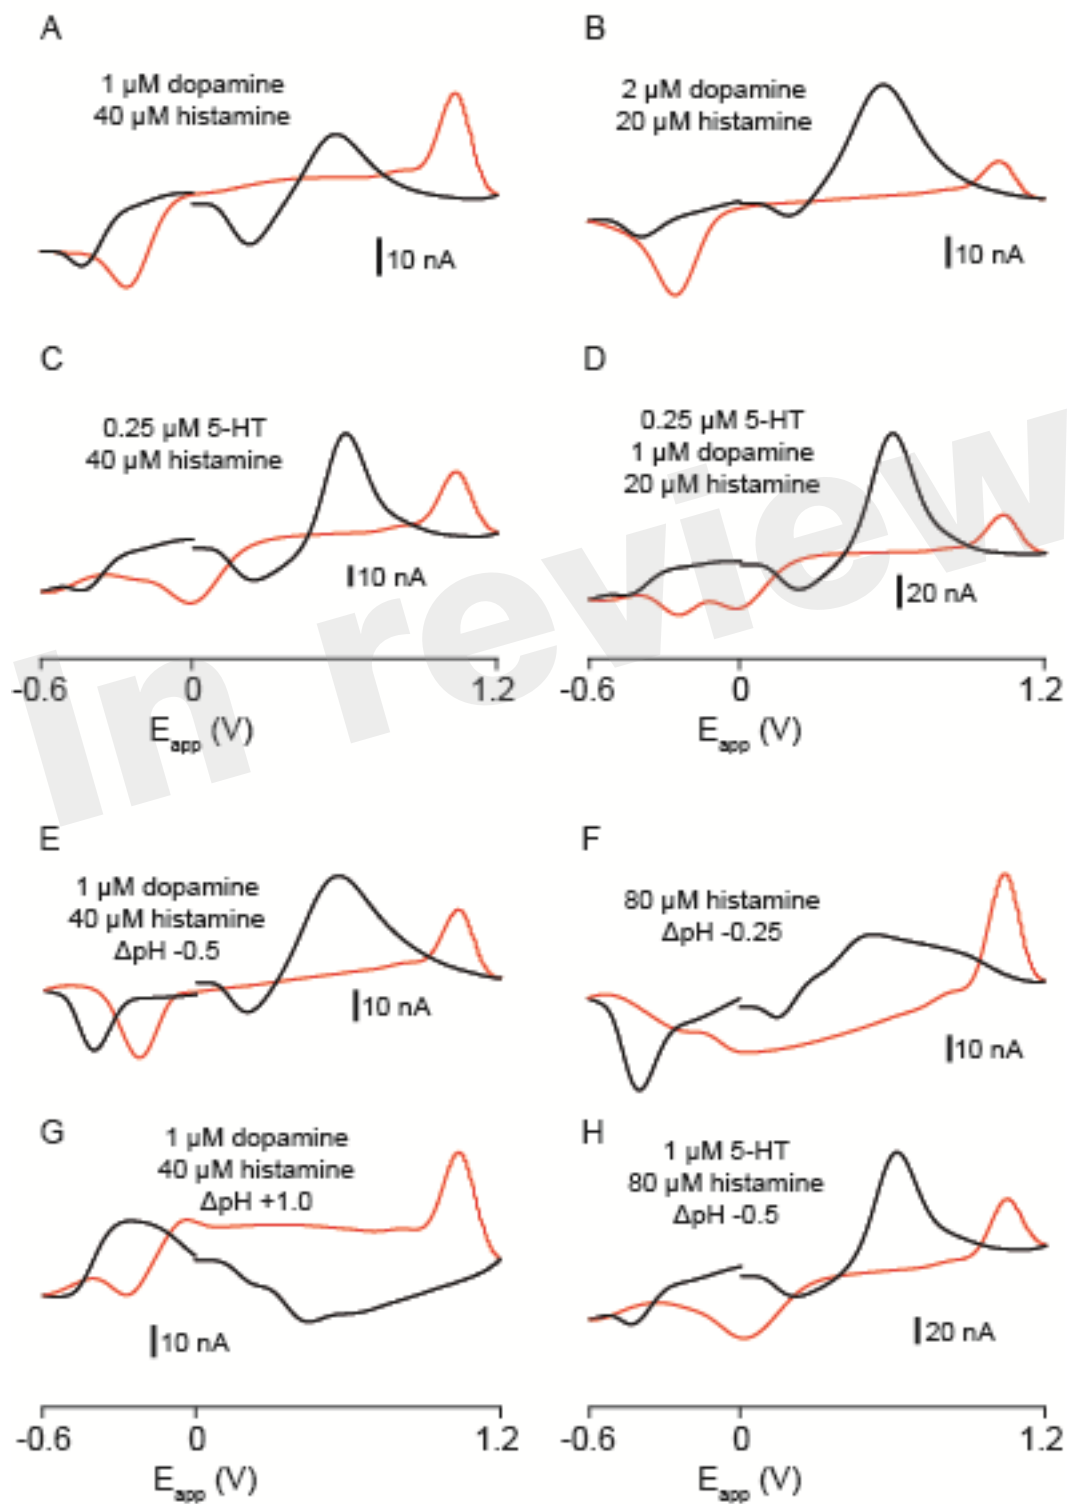 A
1 µM dopamine
40 µM histamine
10 nA
B
2 µM dopamine
20 µM histamine
10 nA
C
0.25 µM 5-HT
40 µM histamine
10 nA
D
0.25 µM 5-HT
1 µM dopamine
20 µM histamine
20 nA
-0.6 0 1.2
Eapp (V)
-0.6 0 1.2
Eapp (V)
In review
E
1 µM dopamine
40 µM histamine
ΔpH -0.5
10 nA
F
80 µM histamine
ΔpH -0.25
10 nA
G
1 µM dopamine
40 µM histamine
ΔpH +1.0
10 nA
H
1 µM 5-HT
80 µM histamine
ΔpH -0.5
20 nA
-0.6 0 1.2
Eapp (V)
-0.6 0 1.2
Eapp (V)